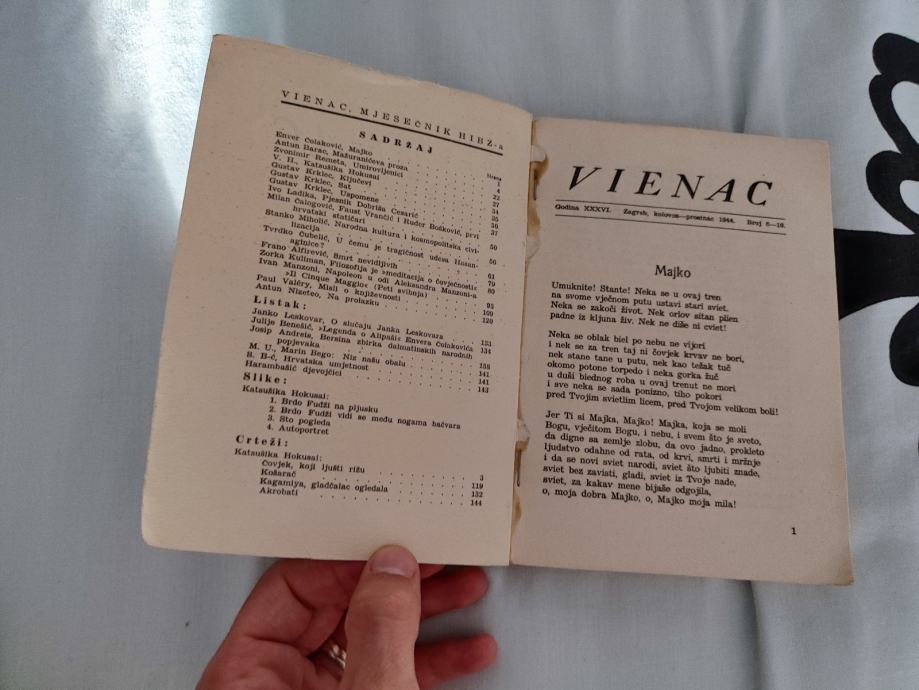 VIENAC, MJESEČNIK HIBZ-a
SADRŽAJ
Strana
Enver Čolaković, Majko . . . 1
Antun Barac, Mažuranićeva proza . . . 4
Zvonimir Remeta, Umirovljenici . . . 22
V. H., Katsušika Hokusai . . . 27
Gustav Krklec, Ključevi . . . 34
Gustav Krklec, Sat . . . 35
Gustav Krklec, Uspomene . . . 36
Ivo Ladika, Pjesnik Dobriša Cesarić . . . 37
Milan Čalogović, Faust Vrančić i Ruđer Bošković, prvi
hrvatski statičari . . . 50
Stanko Miholić, Narodna kultura i kosmopolitska civi-
lizacija . . . 56
Tvrdko Čubelić, U čemu je tragičnost udesa Hasan-
aginice? . . . 61
Frano Alfirević, Smrt nevidljivih . . . 79
Zorka Kuliman, Filozofija je »meditacija o čuvječnosti« . . . 80
Ivan Manzoni, Napoleon u odi Aleksandra Manzoni-a
»Il Cinque Maggio« (Peti svibnja) . . . 95
Paul Valéry, Misli o književnosti . . . 109
Antun Nizeteo, Na prolazku . . . 120
Listak:
Janko Leskovar, O slučaju Janka Leskovara . . . 133
Julije Benešić, »Legenda o Alipaši« Envera Čolakovića . . . 134
Josip Andreis, Bersina zbirka dalmatinskih narodnih
popjevaka . . . 138
M. U., Marin Bego: Niz našu obalu . . . 141
B. B-ć, Hrvatska umjetnost . . . 141
Harambašić djevojčici . . . 143
Slike:
Katsušika Hokusai:
1. Brdo Fudži na pljusku
2. Brdo Fudži vidi se među nogama bačvara
3. Sto pogleda
4. Autoportret
Crteži:
Katsušika Hokusai:
Čovjek, koji ljušti rižu . . . 3
Košarač . . . 119
Kagamiya, gladčalac ogledala . . . 132
Akrobati . . . 144
VIENAC
Godina XXXVI. Zagreb, kolovoz—prosinac 1944. Broj 8—10.
Majko
Umuknite! Stante! Neka se u ovaj tren
na svome vječnom putu ustavi stari sviet.
Neka se zakoči život. Nek orlov sitan plien
padne iz kljuna živ. Nek ne diše ni cviet!
Neka se oblak biel po nebu ne vijori
i nek se za tren taj ni čovjek krvav ne bori,
nek stane tane u putu, nek kao težak tuč
okomo potone torpedo i neka gorka žuč
u duši biednog roba u ovaj trenut ne mori
i sve neka se sada ponizno, tiho pokori
pred Tvojim svietlim licem, pred Tvojom velikom boli!
Jer Ti si Majka, Majko! Majka, koja se moli
Bogu, vječitom Bogu, i nebu, i svem što je sveto,
da digne sa zemlje zlobu, da ovo jadno, prokleto
ljudstvo odahne od rata, od krvi, smrti i mržnje
i da se novi sviet narodi, sviet što ljubiti znade,
sviet bez zavisti, gladi, sviet iz Tvoje nade,
sviet, za kakav mene bijaše odgojila,
o, moja dobra Majko, o, Majko moja mila!
1